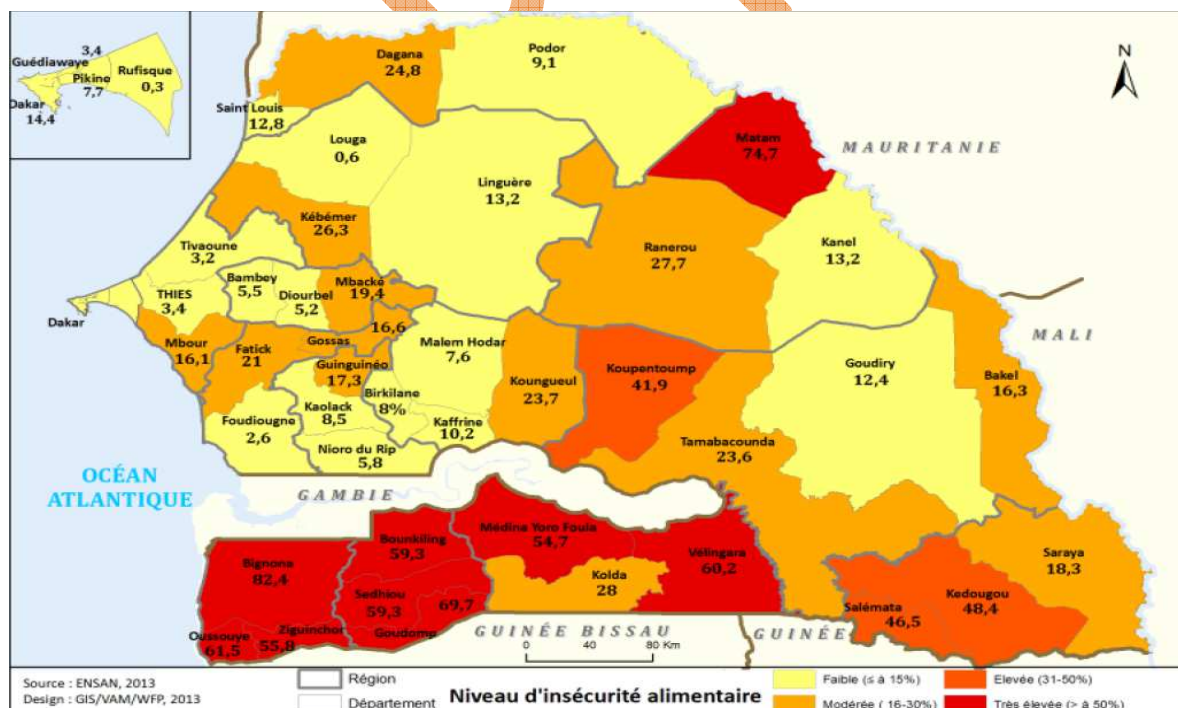 3,4
Guédiawaye
Rufisque
Pikine
0,3
7,7
Dakar
14,4
N
Podor
9,1
Dagana
24,8
Saint Louis
12,8
Louga
0,6
Matam
74,7
MAURITANIE
Linguère
13,2
Kébémer
26,3
Ranerou
27,7
Kanel
13,2
Tivaoune
3,2
Bambey
5,5
Mbacké
19,4
Diourbel
5,2
THIES
3,4
Dakar
16,6
MALI
Gossas
Mbour
16,1
Fatick
21
Malem Hodar
7,6
Goudiry
12,4
Guinguinéo
17,3
Koupentoump
41,9
Koungueul
23,7
Bakel
16,3
Birkilane
8%
Kaolack
8,5
Kaffrine
10,2
Foudiougne
2,6
Nioro du Rip
5,8
Tamabacounda
23,6
OCÉAN
ATLANTIQUE
GAMBIE
Médina Yoro Foula
54,7
Bounkiling
59,3
Vélingara
60,2
Saraya
18,3
Bignona
82,4
Kolda
28
Sedhiou
59,3
69,7
Kedougou
48,4
Salémata
46,5
Oussouye
61,5
Ziguinchor
55,8
Goudomp
GUINÉE BISSAU
GUINÉE
0 40 80 Km
Source : ENSAN, 2013
Design : GIS/VAM/WFP, 2013
Région
Département
Niveau d'insécurité alimentaire
Faible (≤ à 15%)
Modérée ( 16-30%)
Elevée (31-50%)
Très élevée (> à 50%)